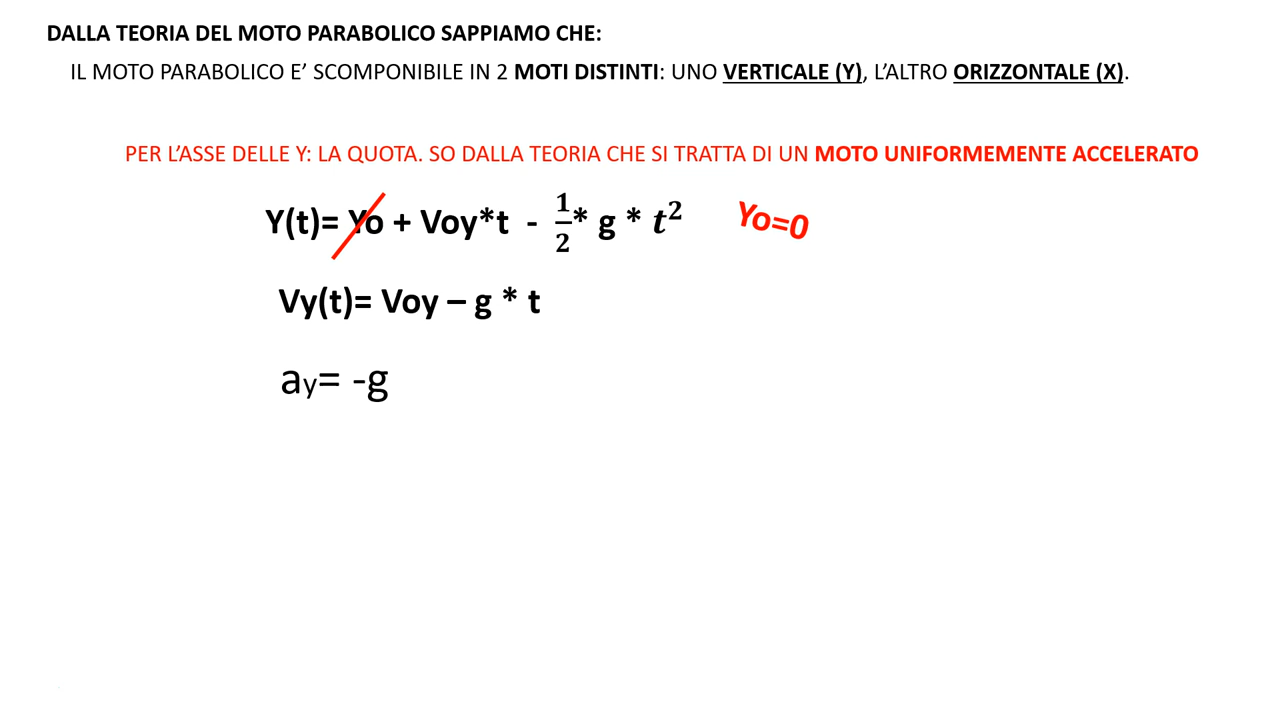 DALLA TEORIA DEL MOTO PARABOLICO SAPPIAMO CHE:
IL MOTO PARABOLICO E’ SCOMPONIBILE IN 2 MOTI DISTINTI: UNO VERTICALE (Y), L’ALTRO ORIZZONTALE (X).
PER L’ASSE DELLE Y: LA QUOTA. SO DALLA TEORIA CHE SI TRATTA DI UN MOTO UNIFORMEMENTE ACCELERATO
Y(t)= Yo + Voy*t - 1/2 * g * t² Yo=0
Vy(t)= Voy – g * t
ay= -g